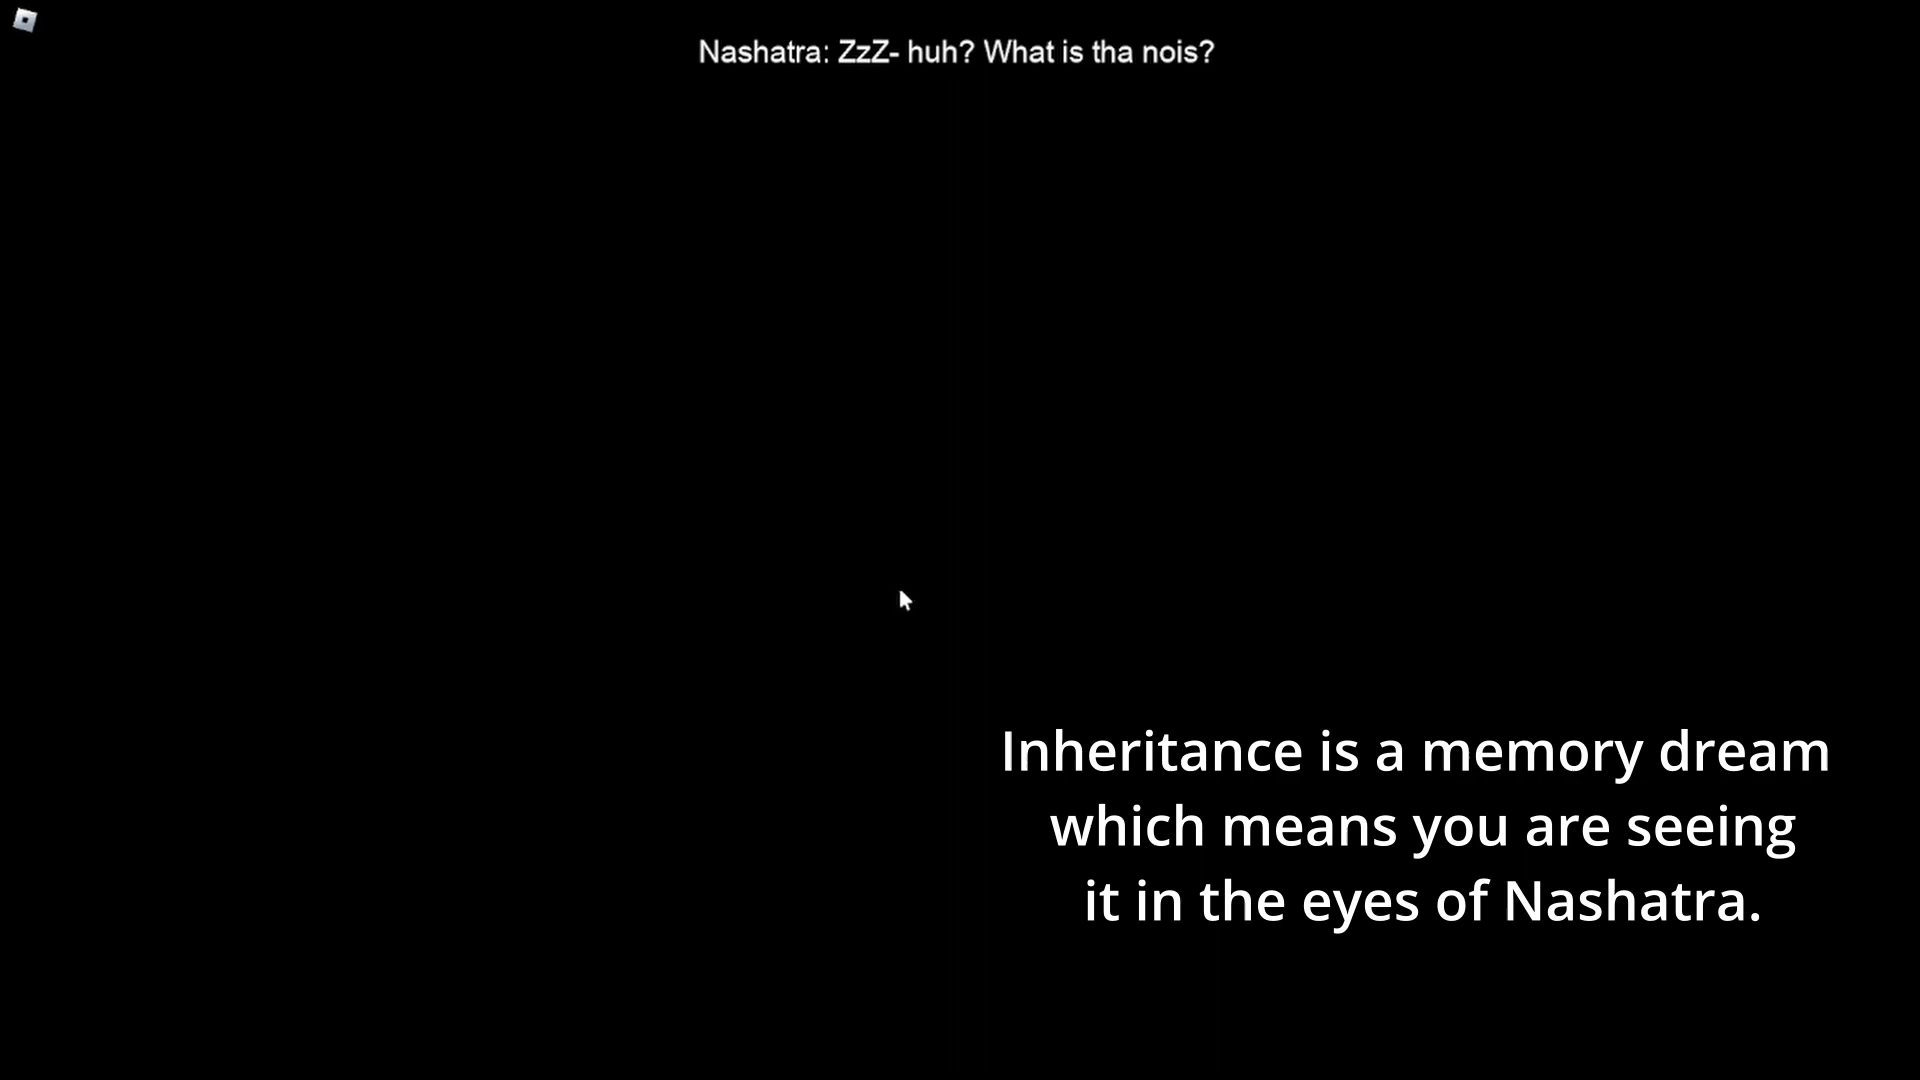 Nashatra: ZzZ- huh? What is tha nois?
Inheritance is a memory dream
which means you are seeing
it in the eyes of Nashatra.